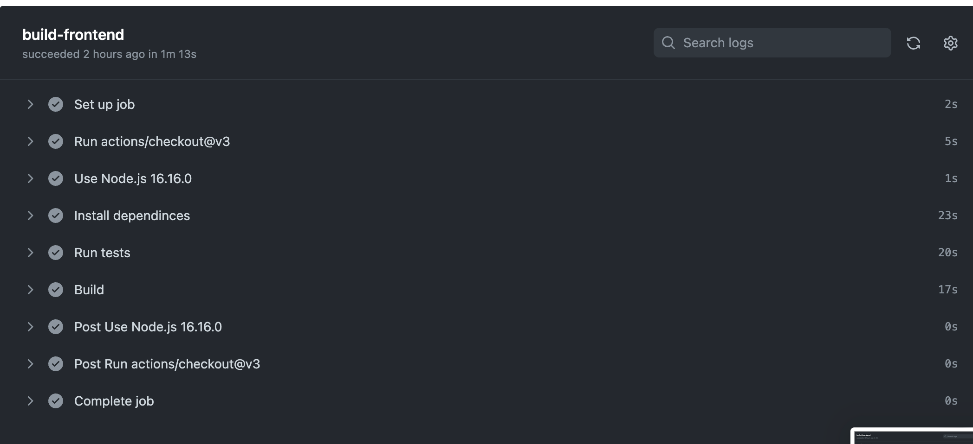 build-frontend
succeeded 2 hours ago in 1m 13s
Search logs
Set up job 2s
Run actions/checkout@v3 5s
Use Node.js 16.16.0 1s
Install dependinces 23s
Run tests 20s
Build 17s
Post Use Node.js 16.16.0 0s
Post Run actions/checkout@v3 0s
Complete job 0s